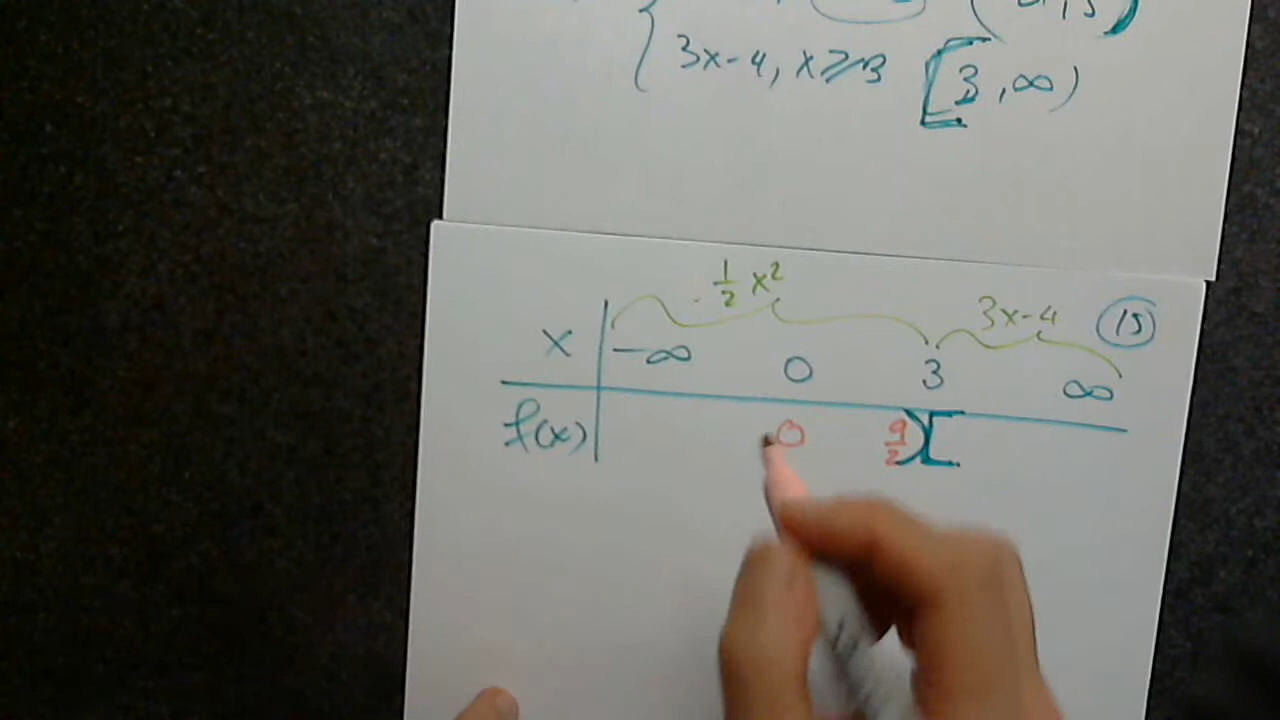 3x-4, x⩾3 [3, ∞)
½x² 3x-4 (15)
x -∞ 0 3 ∞
f(x) 0 9/2 ) [